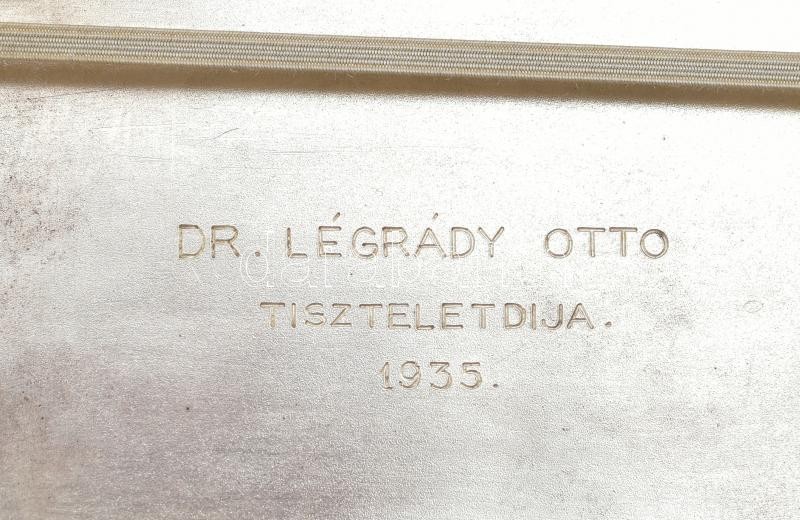 DR. LÉGRÁDY OTTO
TISZTELETDIJA.
1935.